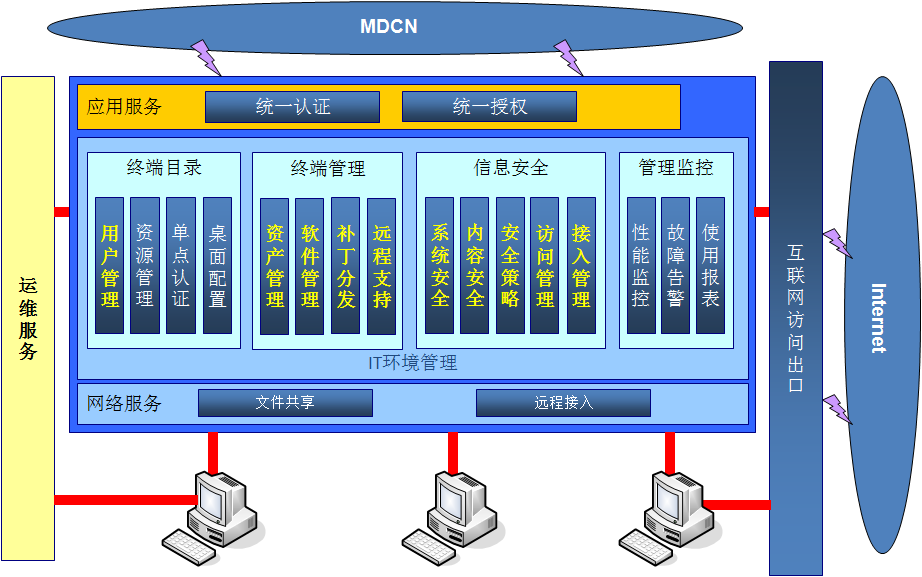 MDCN
应用服务
统一认证
统一授权
终端目录
用户管理
资源管理
单点认证
桌面配置
终端管理
资产管理
软件管理
补丁分发
远程支持
信息安全
系统安全
内容安全
安全策略
访问管理
接入管理
管理监控
性能监控
故障告警
使用报表
IT环境管理
网络服务
文件共享
远程接入
运维服务
互联网访问出口
Internet